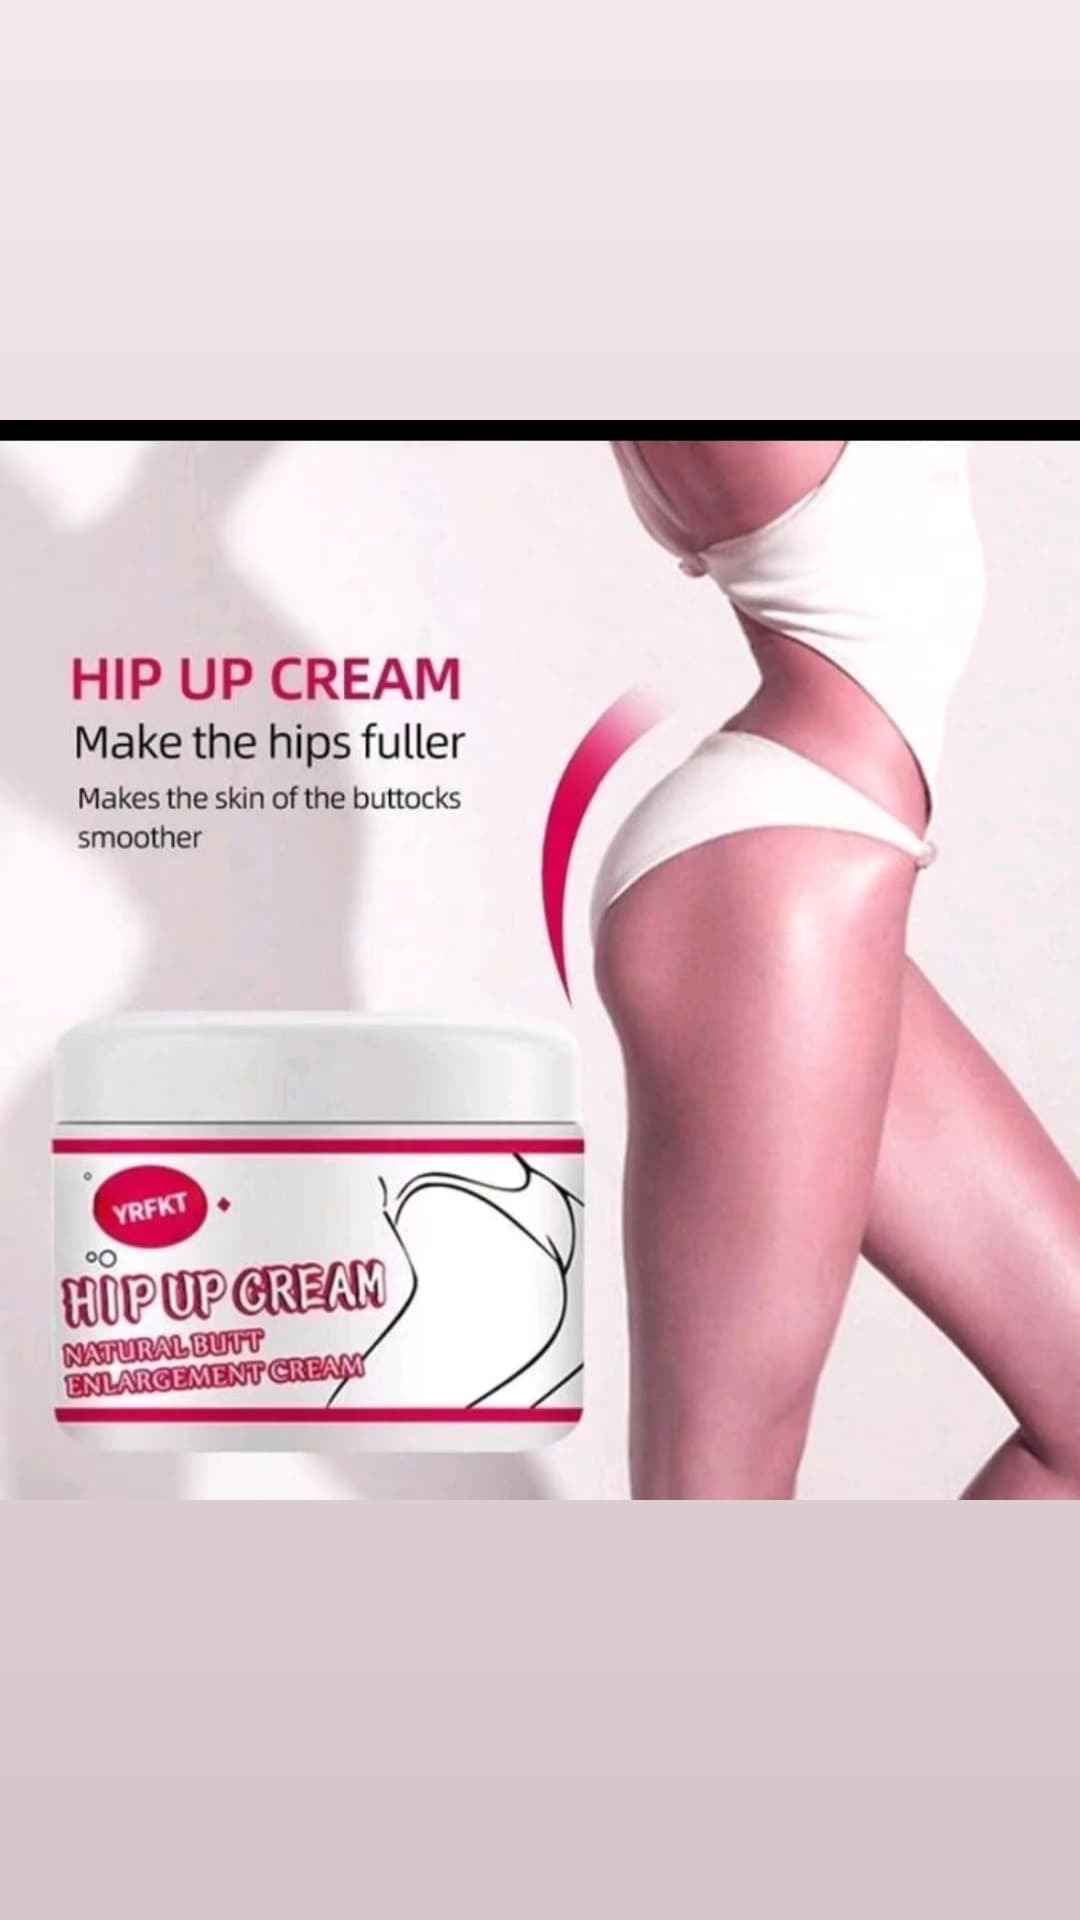 HIP UP CREAM
Make the hips fuller
Makes the skin of the buttocks
smoother
YRFKT
HIP UP CREAM
NATURAL BUTT
ENLARGEMENT CREAM